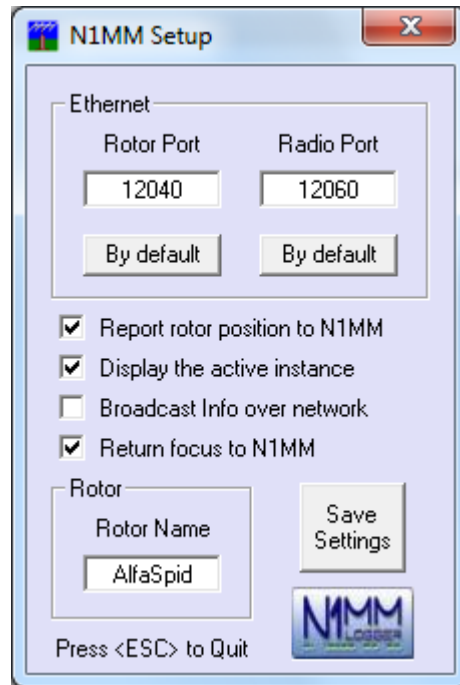 N1MM Setup
Ethernet
Rotor Port
Radio Port
12040
12060
By default
By default
Report rotor position to N1MM
Display the active instance
Broadcast Info over network
Return focus to N1MM
Rotor
Rotor Name
AlfaSpid
Save
Settings
N1MM
LOGGER
Press <ESC> to Quit